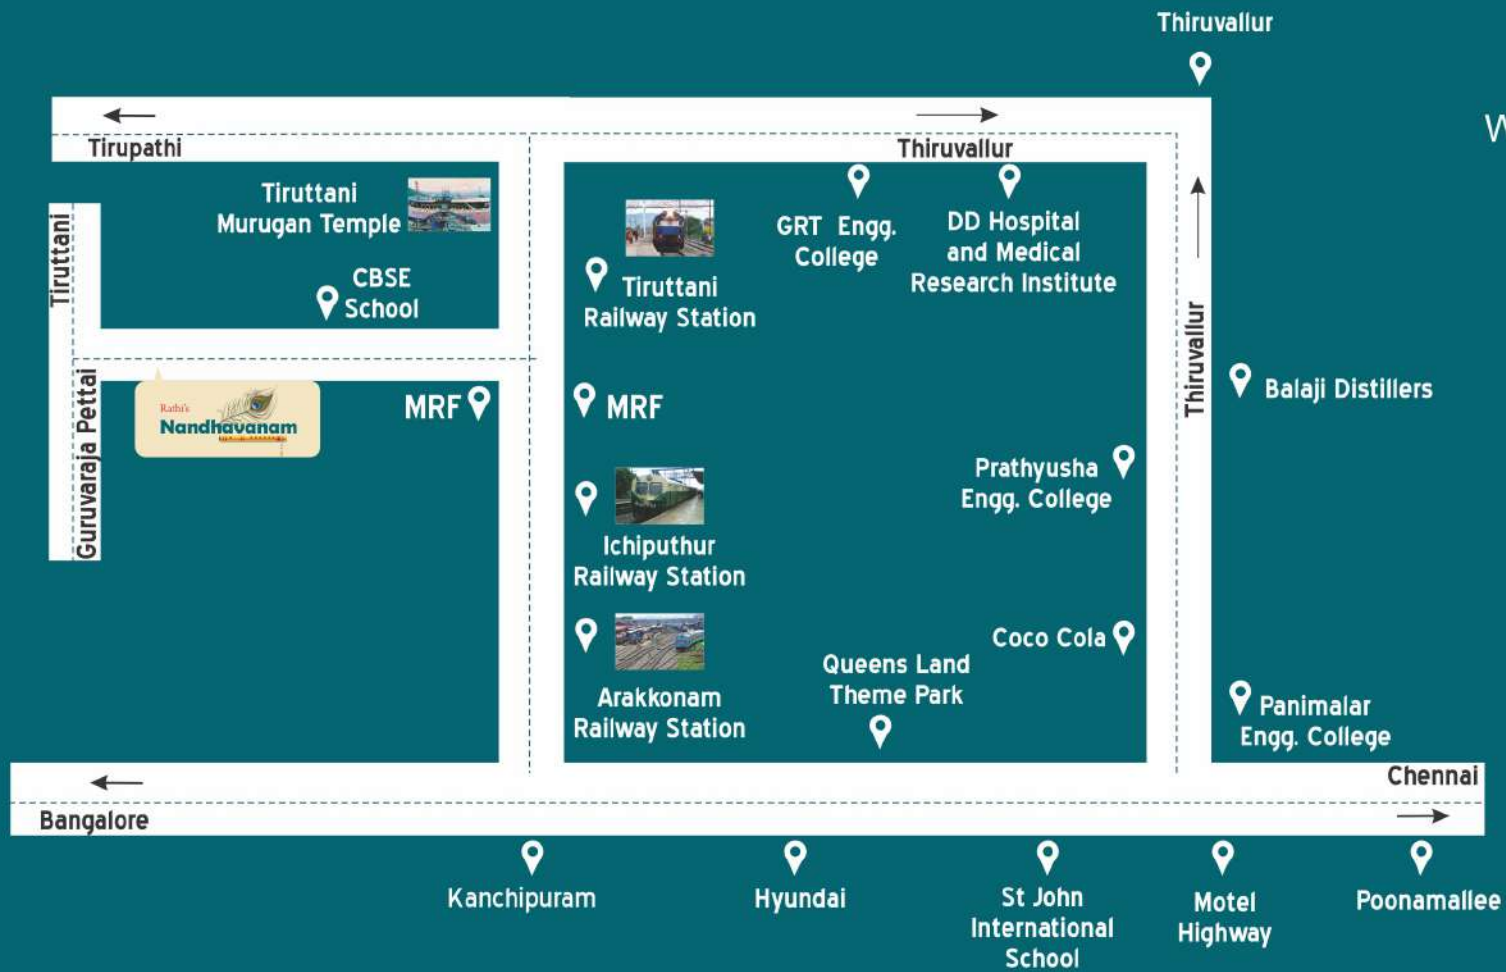 Thiruvallur
W
Tirupathi
Thiruvallur
Tiruttani
Murugan Temple
Tiruttani
CBSE
School
Tiruttani
Railway Station
GRT Engg.
College
DD Hospital
and Medical
Research Institute
Thiruvallur
Guruvaraja Pettai
Rathi's
Nandhavanam
MRF
MRF
Balaji Distillers
Prathyusha
Engg. College
Ichiputhur
Railway Station
Arakkonam
Railway Station
Coco Cola
Queens Land
Theme Park
Panimalar
Engg. College
Chennai
Bangalore
Kanchipuram
Hyundai
St John
International
School
Motel
Highway
Poonamallee